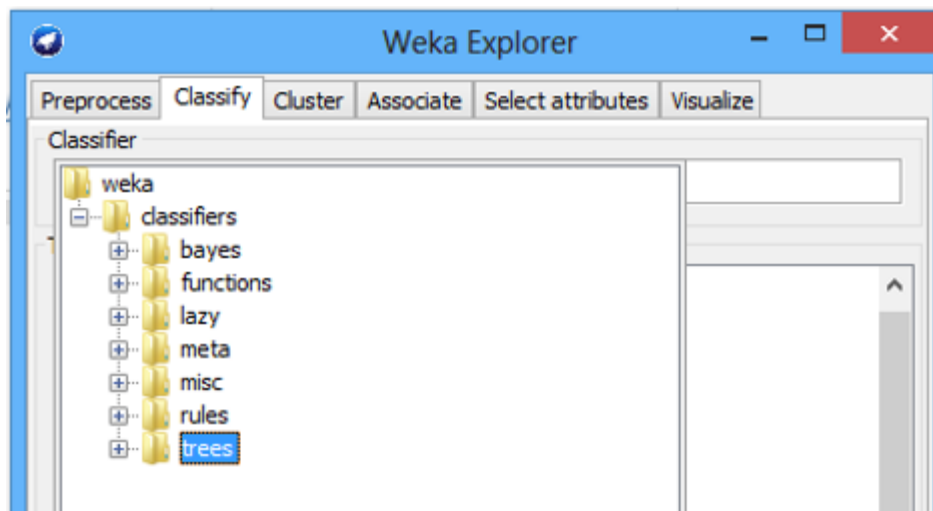 Weka Explorer
Preprocess Classify Cluster Associate Select attributes Visualize
Classifier
weka
classifiers
bayes
functions
lazy
meta
misc
rules
trees